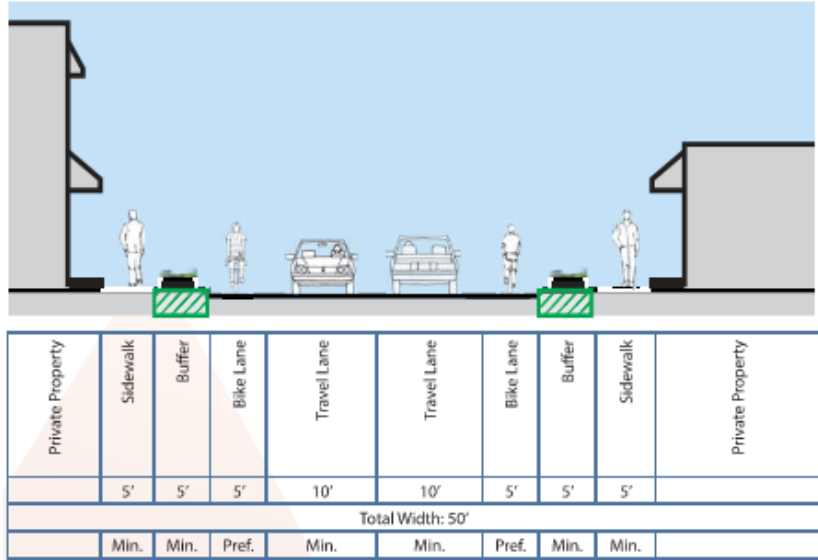 Private Property Sidewalk Buffer Bike Lane Travel Lane Travel Lane Bike Lane Buffer Sidewalk Private Property
5' 5' 5' 10' 10' 5' 5' 5'
Total Width: 50'
Min. Min. Pref. Min. Min. Pref. Min. Min.